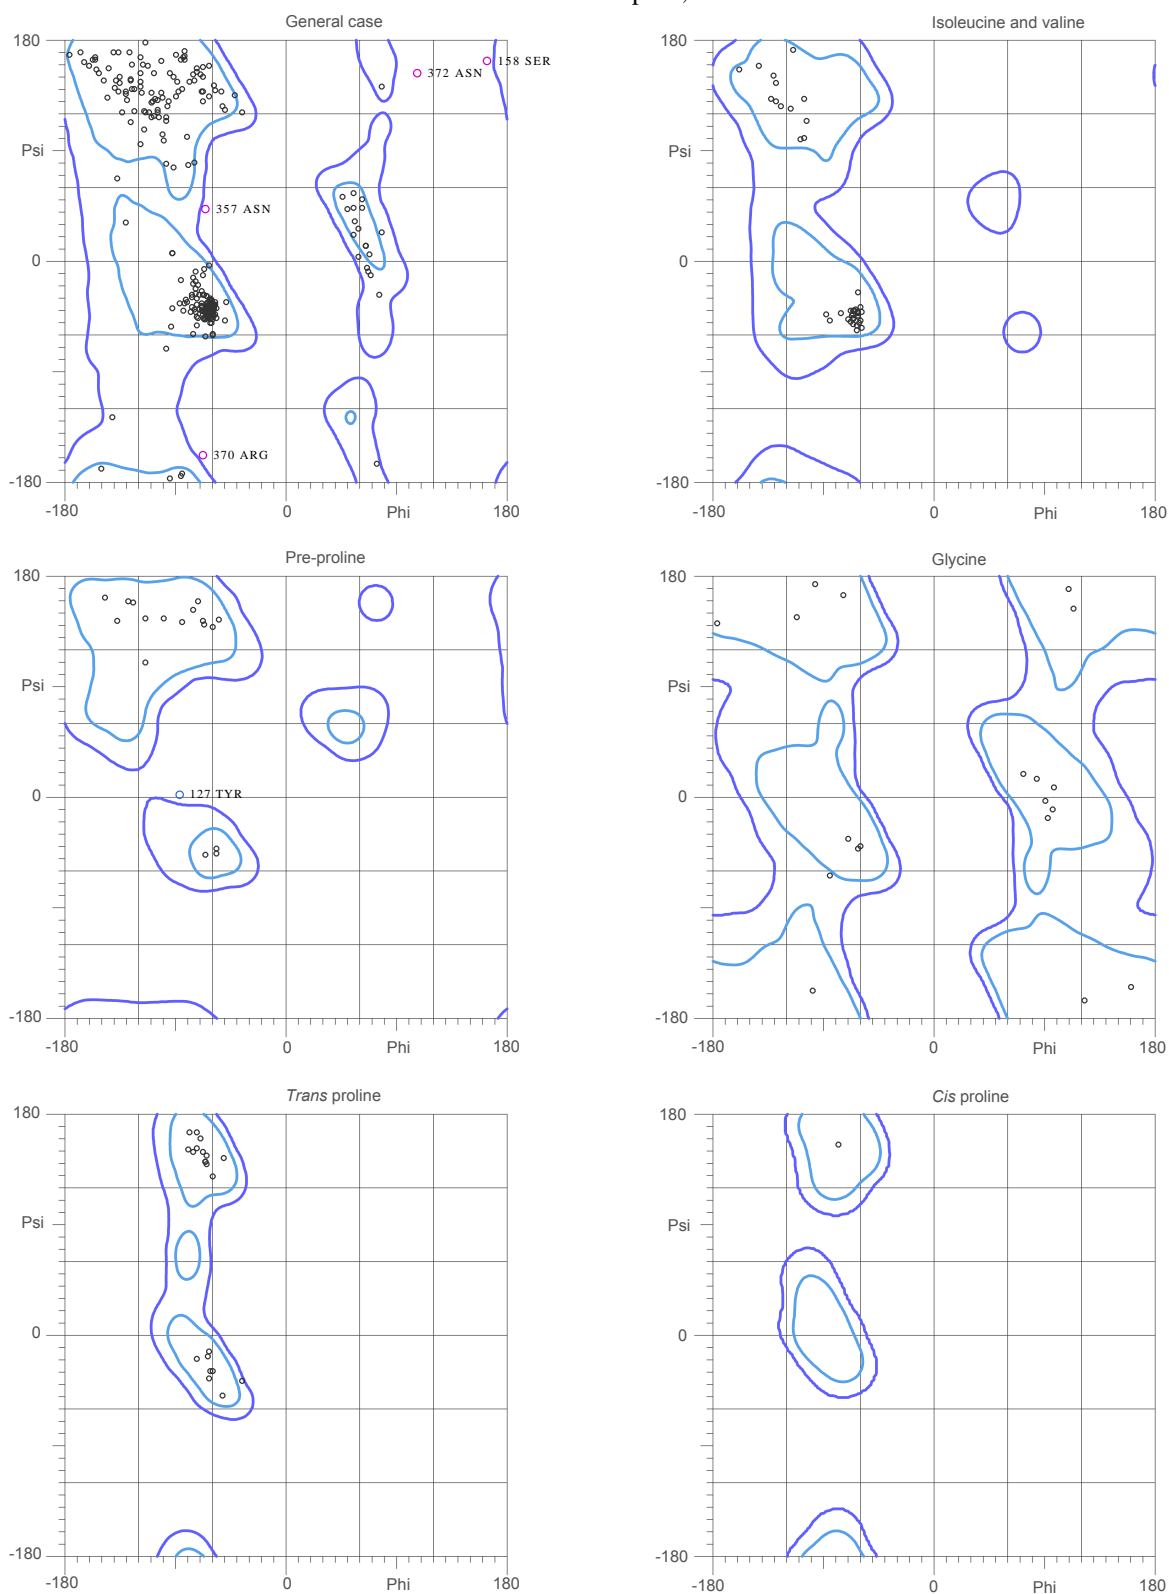 General case
Isoleucine and valine
180
158 SER
372 ASN
Psi
357 ASN
0
370 ARG
-180
-180
0
Phi
180
180
Psi
0
-180
-180
0
Phi
180
Pre-proline
Glycine
180
Psi
127 TYR
0
-180
-180
0
Phi
180
180
Psi
0
-180
-180
0
Phi
180
Trans proline
Cis proline
180
Psi
0
-180
-180
0
Phi
180
180
Psi
0
-180
-180
0
Phi
180